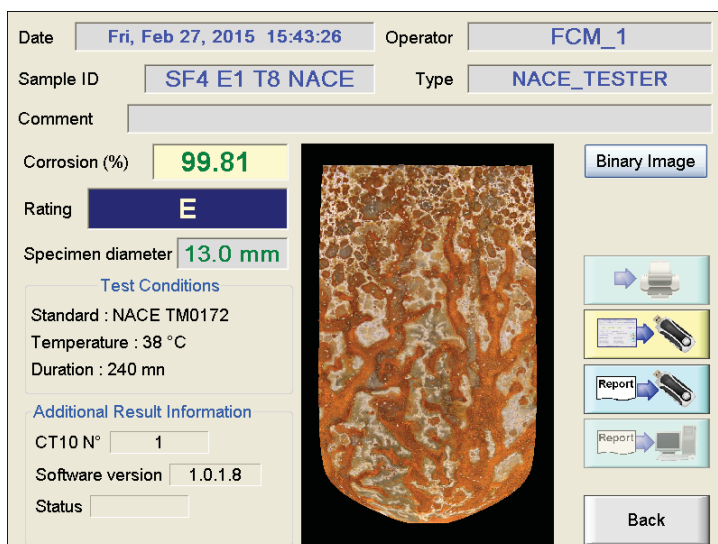 Date Fri, Feb 27, 2015 15:43:26 Operator FCM_1
Sample ID SF4 E1 T8 NACE Type NACE_TESTER
Comment
Corrosion (%) 99.81
Binary Image
Rating E
Specimen diameter 13.0 mm
Test Conditions
Standard : NACE TM0172
Temperature : 38 °C
Duration : 240 mn
Report
Additional Result Information
CT10 N° 1
Report
Software version 1.0.1.8
Status
Back